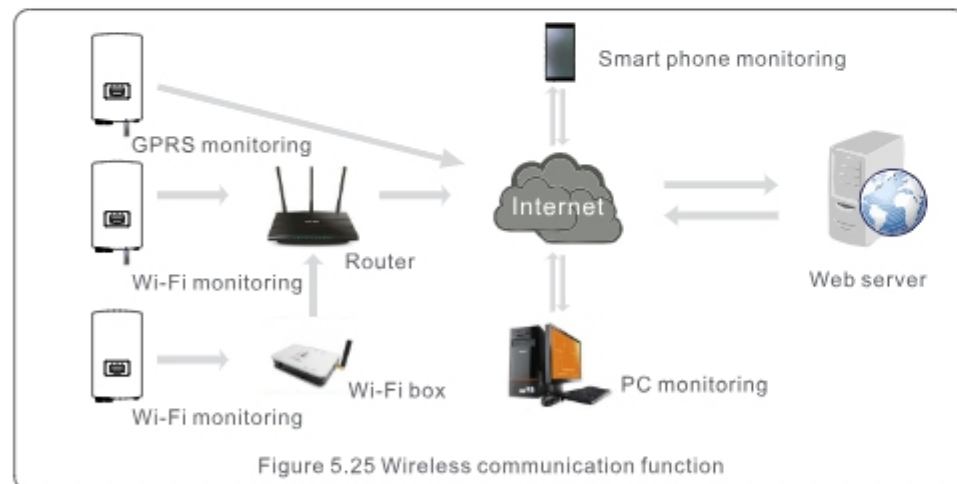 Smart phone monitoring
GPRS monitoring
Internet
Router
Wi-Fi monitoring
Web server
Wi-Fi box
PC monitoring
Wi-Fi monitoring
Figure 5.25 Wireless communication function